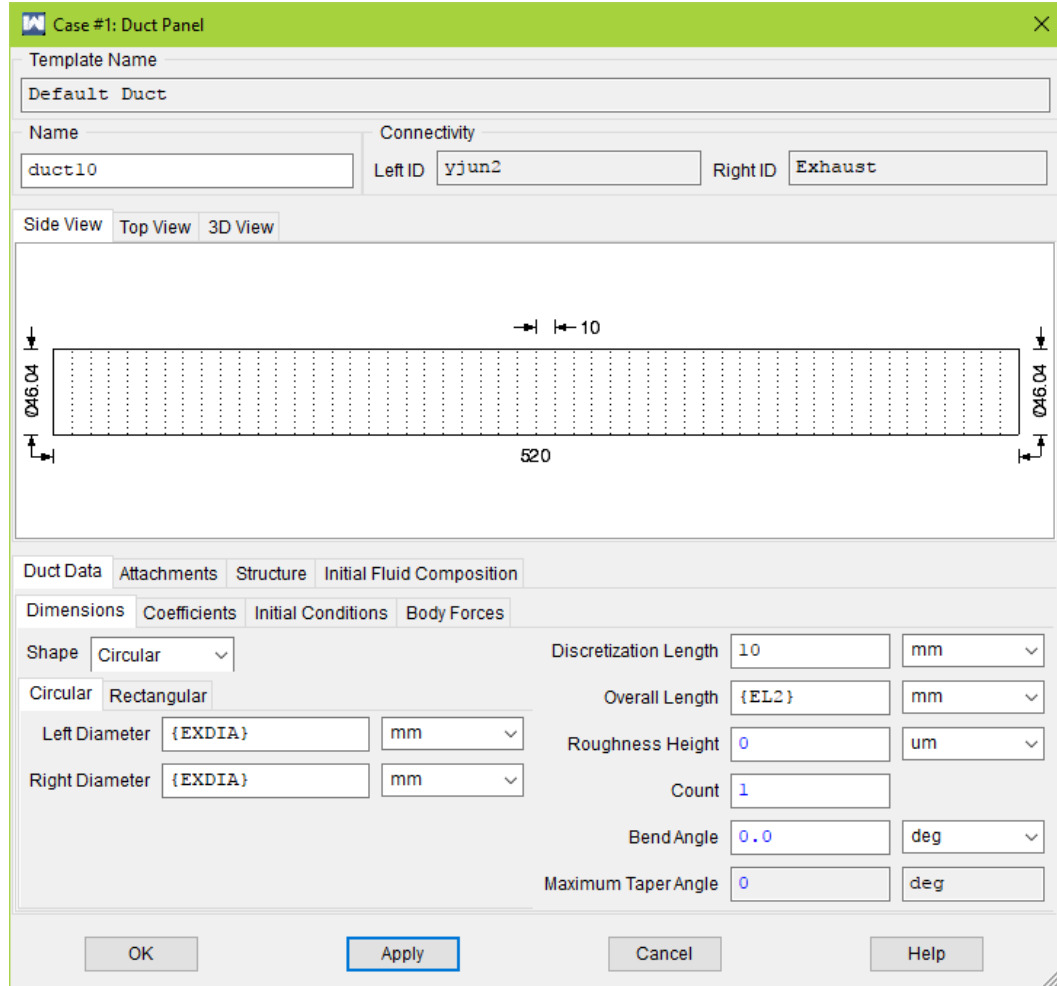 Case #1: Duct Panel
Template Name
Default Duct
Name
Connectivity
duct10
Left ID yjun2 Right ID Exhaust
Side View Top View 3D View
10
Ø46.04 Ø46.04
520
Duct Data Attachments Structure Initial Fluid Composition
Dimensions Coefficients Initial Conditions Body Forces
Shape Circular
Discretization Length 10 mm
Circular Rectangular
Overall Length {EL2} mm
Left Diameter {EXDIA} mm
Roughness Height 0 um
Right Diameter {EXDIA} mm
Count 1
Bend Angle 0.0 deg
Maximum Taper Angle 0 deg
OK Apply Cancel Help